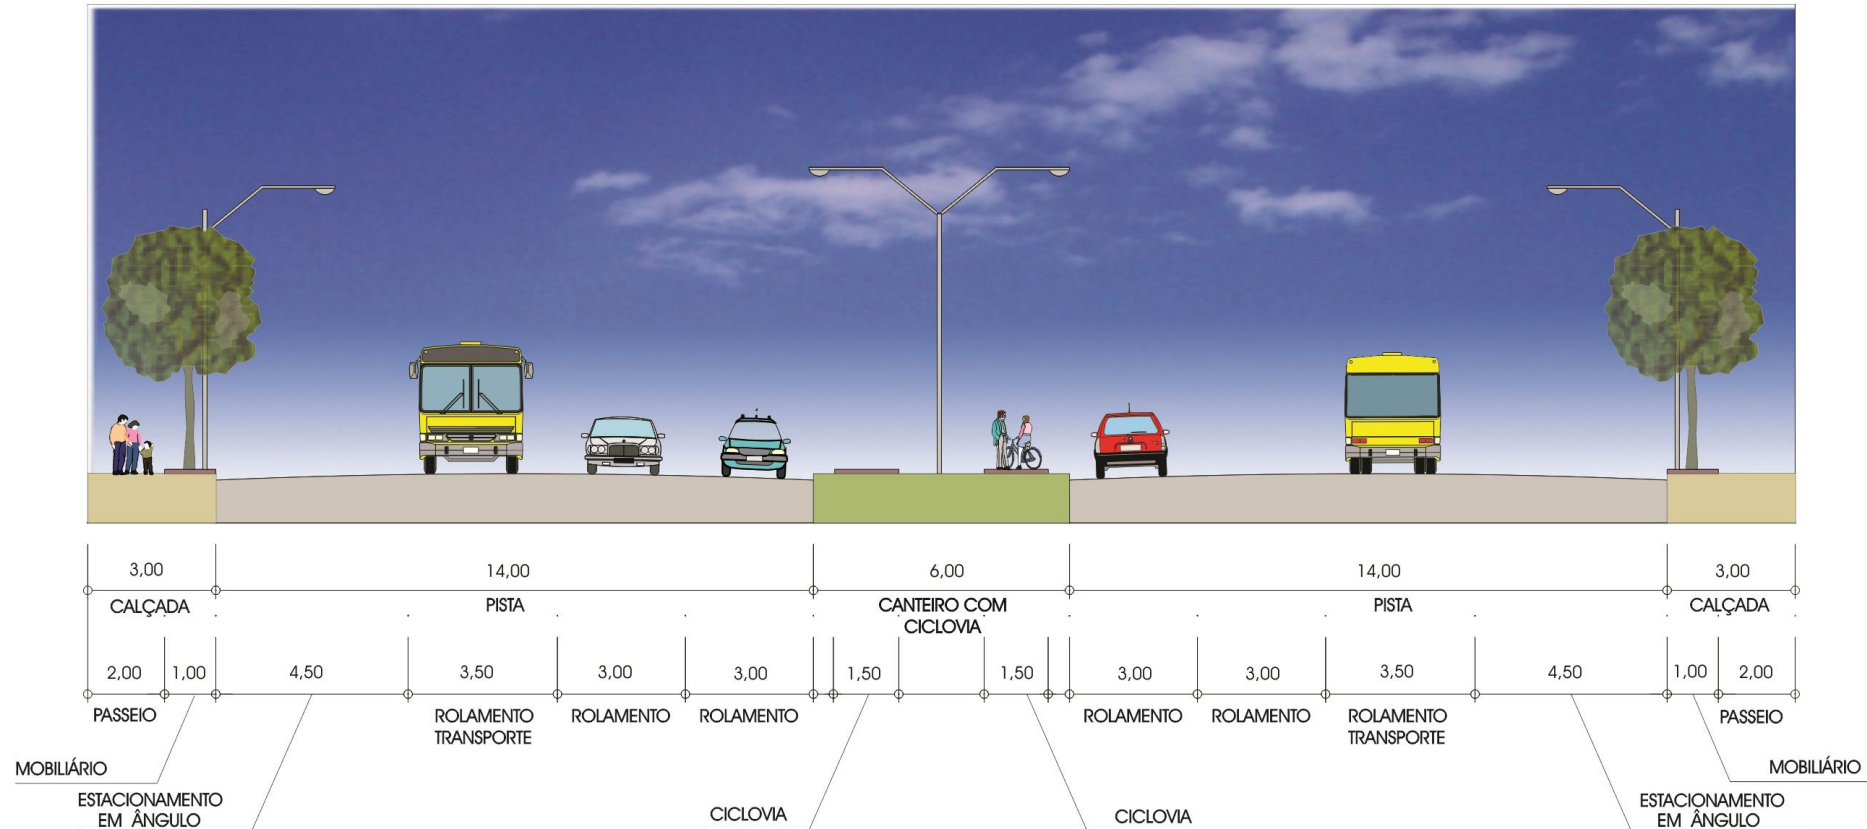 3,00 14,00 6,00 14,00 3,00
CALÇADA PISTA CANTEIRO COM PISTA CALÇADA
CICLOVIA
2,00 1,00 4,50 3,50 3,00 3,00 1,50 1,50 3,00 3,00 3,50 4,50 1,00 2,00
PASSEIO ROLAMENTO ROLAMENTO ROLAMENTO ROLAMENTO ROLAMENTO ROLAMENTO PASSEIO
TRANSPORTE TRANSPORTE
MOBILIÁRIO MOBILIÁRIO
ESTACIONAMENTO ESTACIONAMENTO
EM ÂNGULO CICLOVIA CICLOVIA EM ÂNGULO